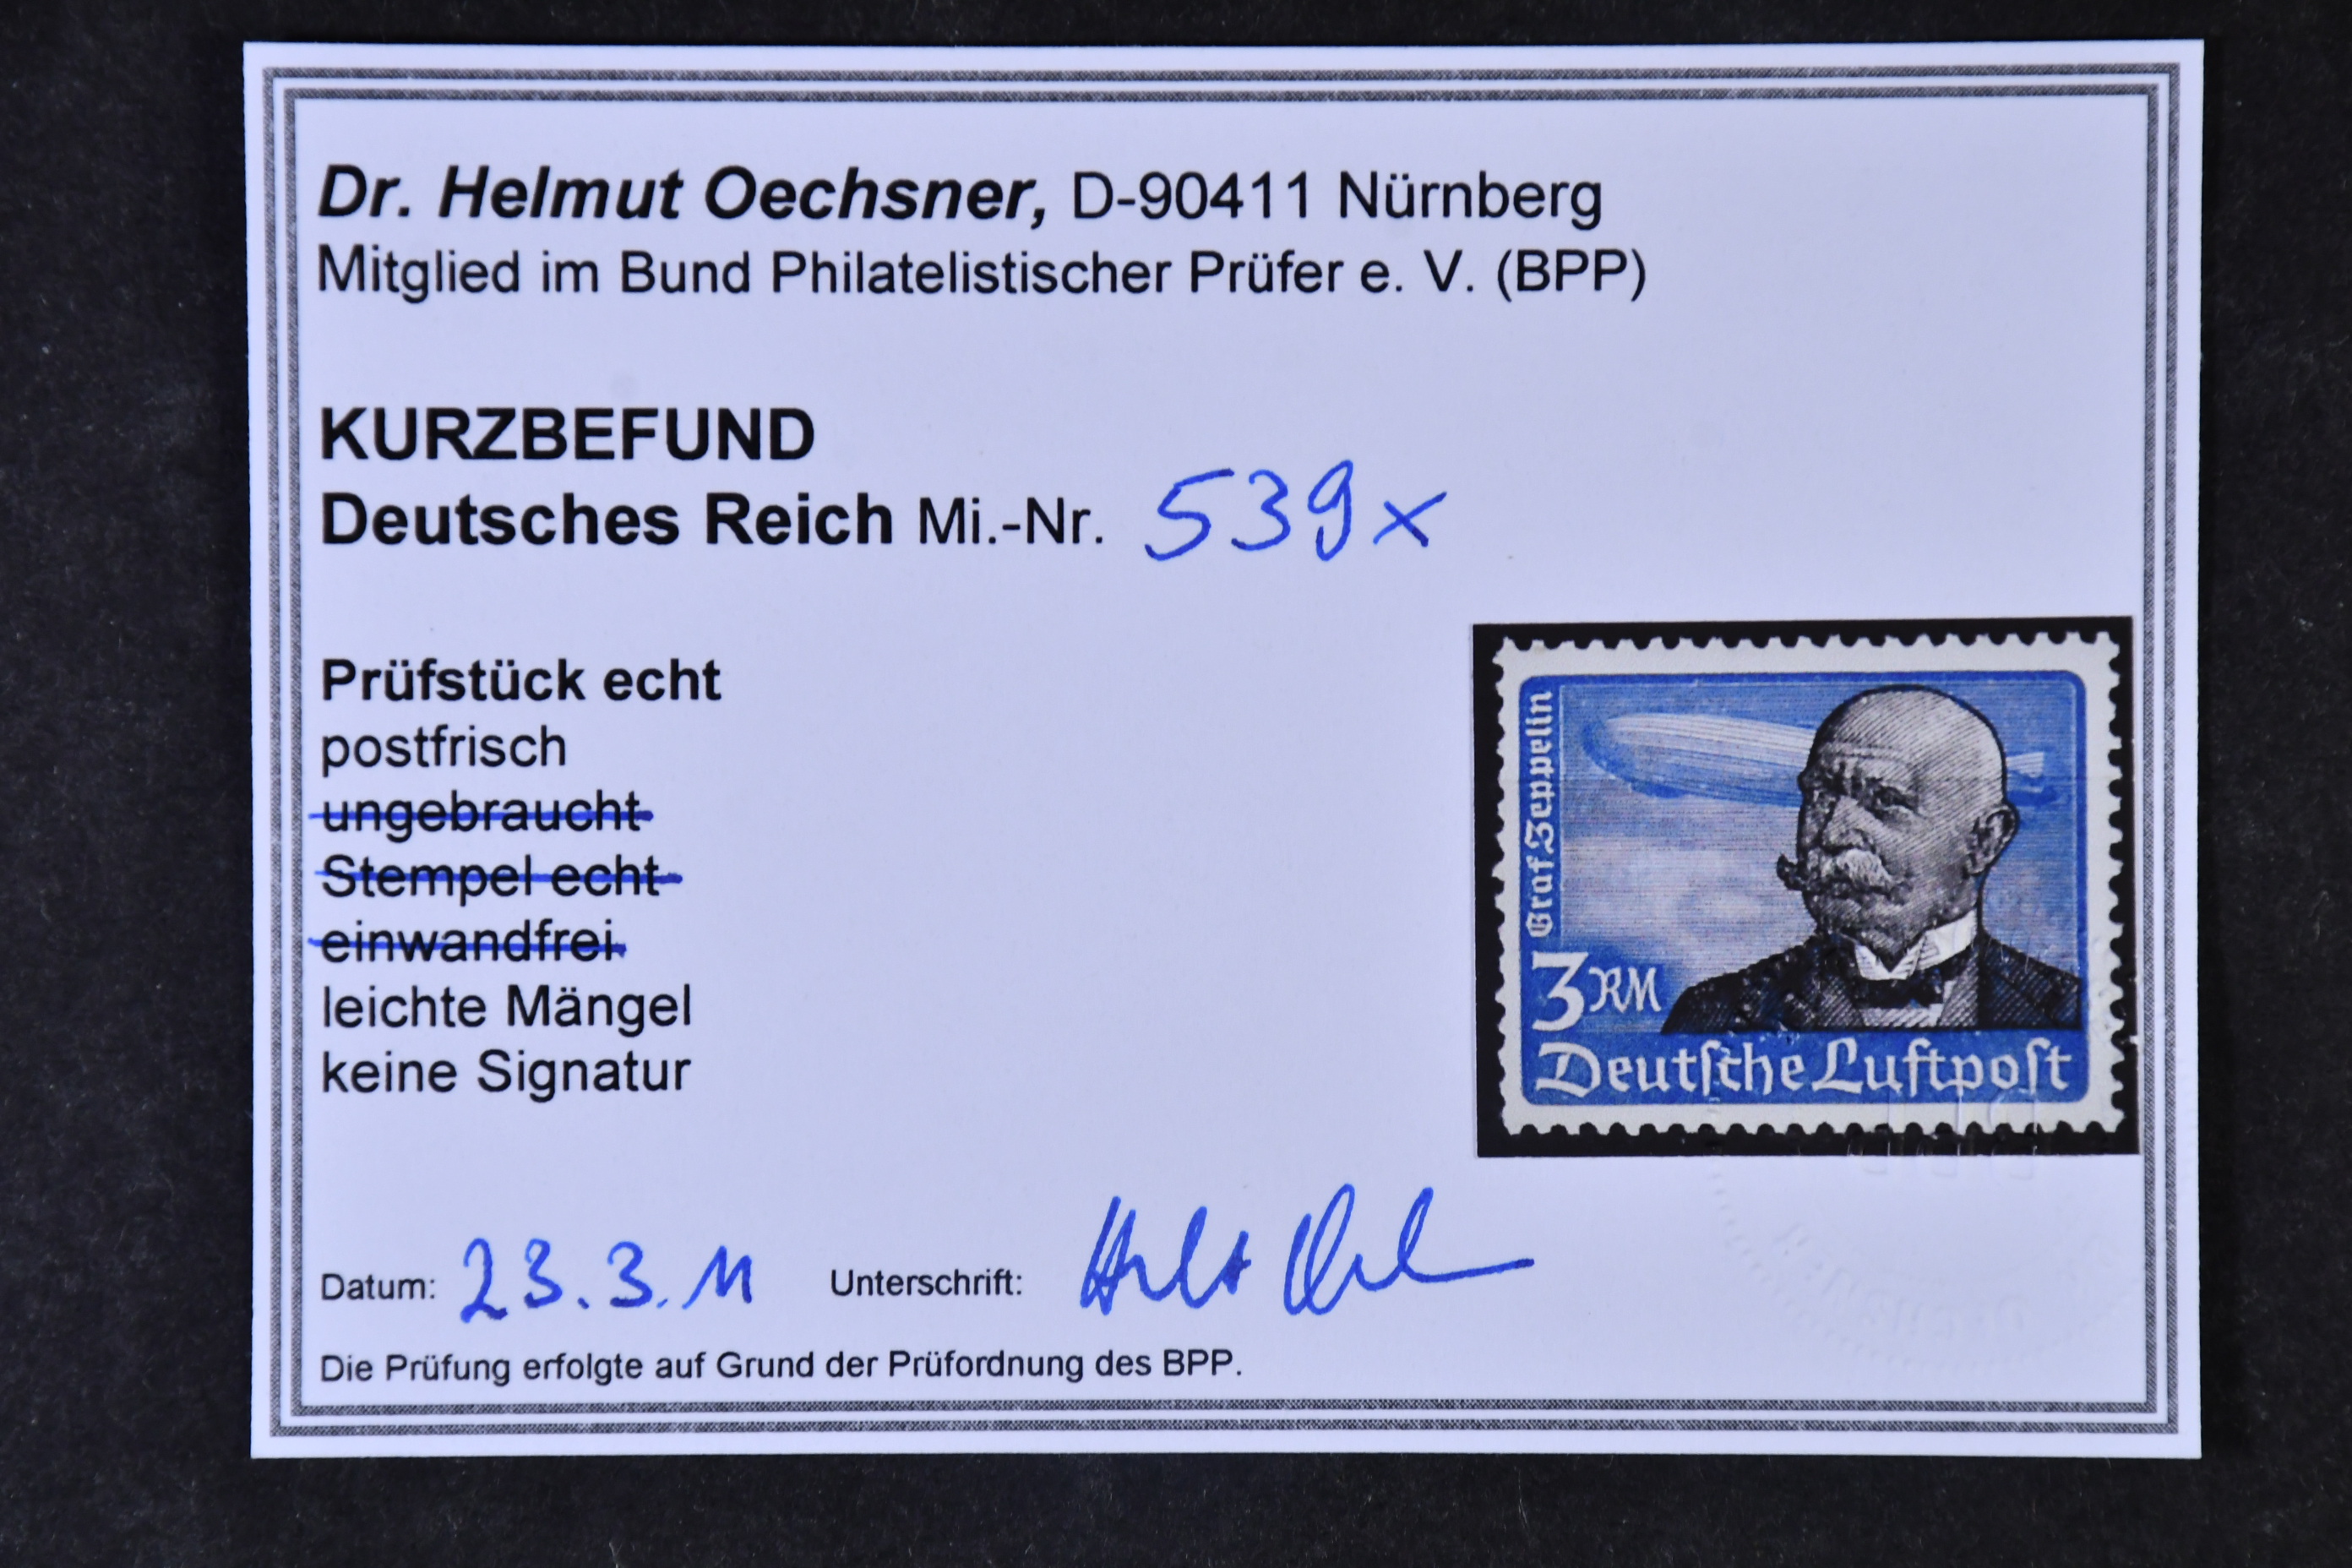 Dr. Helmut Oechsner, D-90411 Nürnberg
Mitglied im Bund Philatelistischer Prüfer e. V. (BPP)
KURZBEFUND
Deutsches Reich Mi.-Nr. 539x
Prüfstück echt
postfrisch
ungebraucht
Stempel echt
einwandfrei
leichte Mängel
keine Signatur
Graf Zeppelin
3 RM
Deutſche Luftpoſt
BPP
Datum: 23.3.11 Unterschrift:
Die Prüfung erfolgte auf Grund der Prüfordnung des BPP.